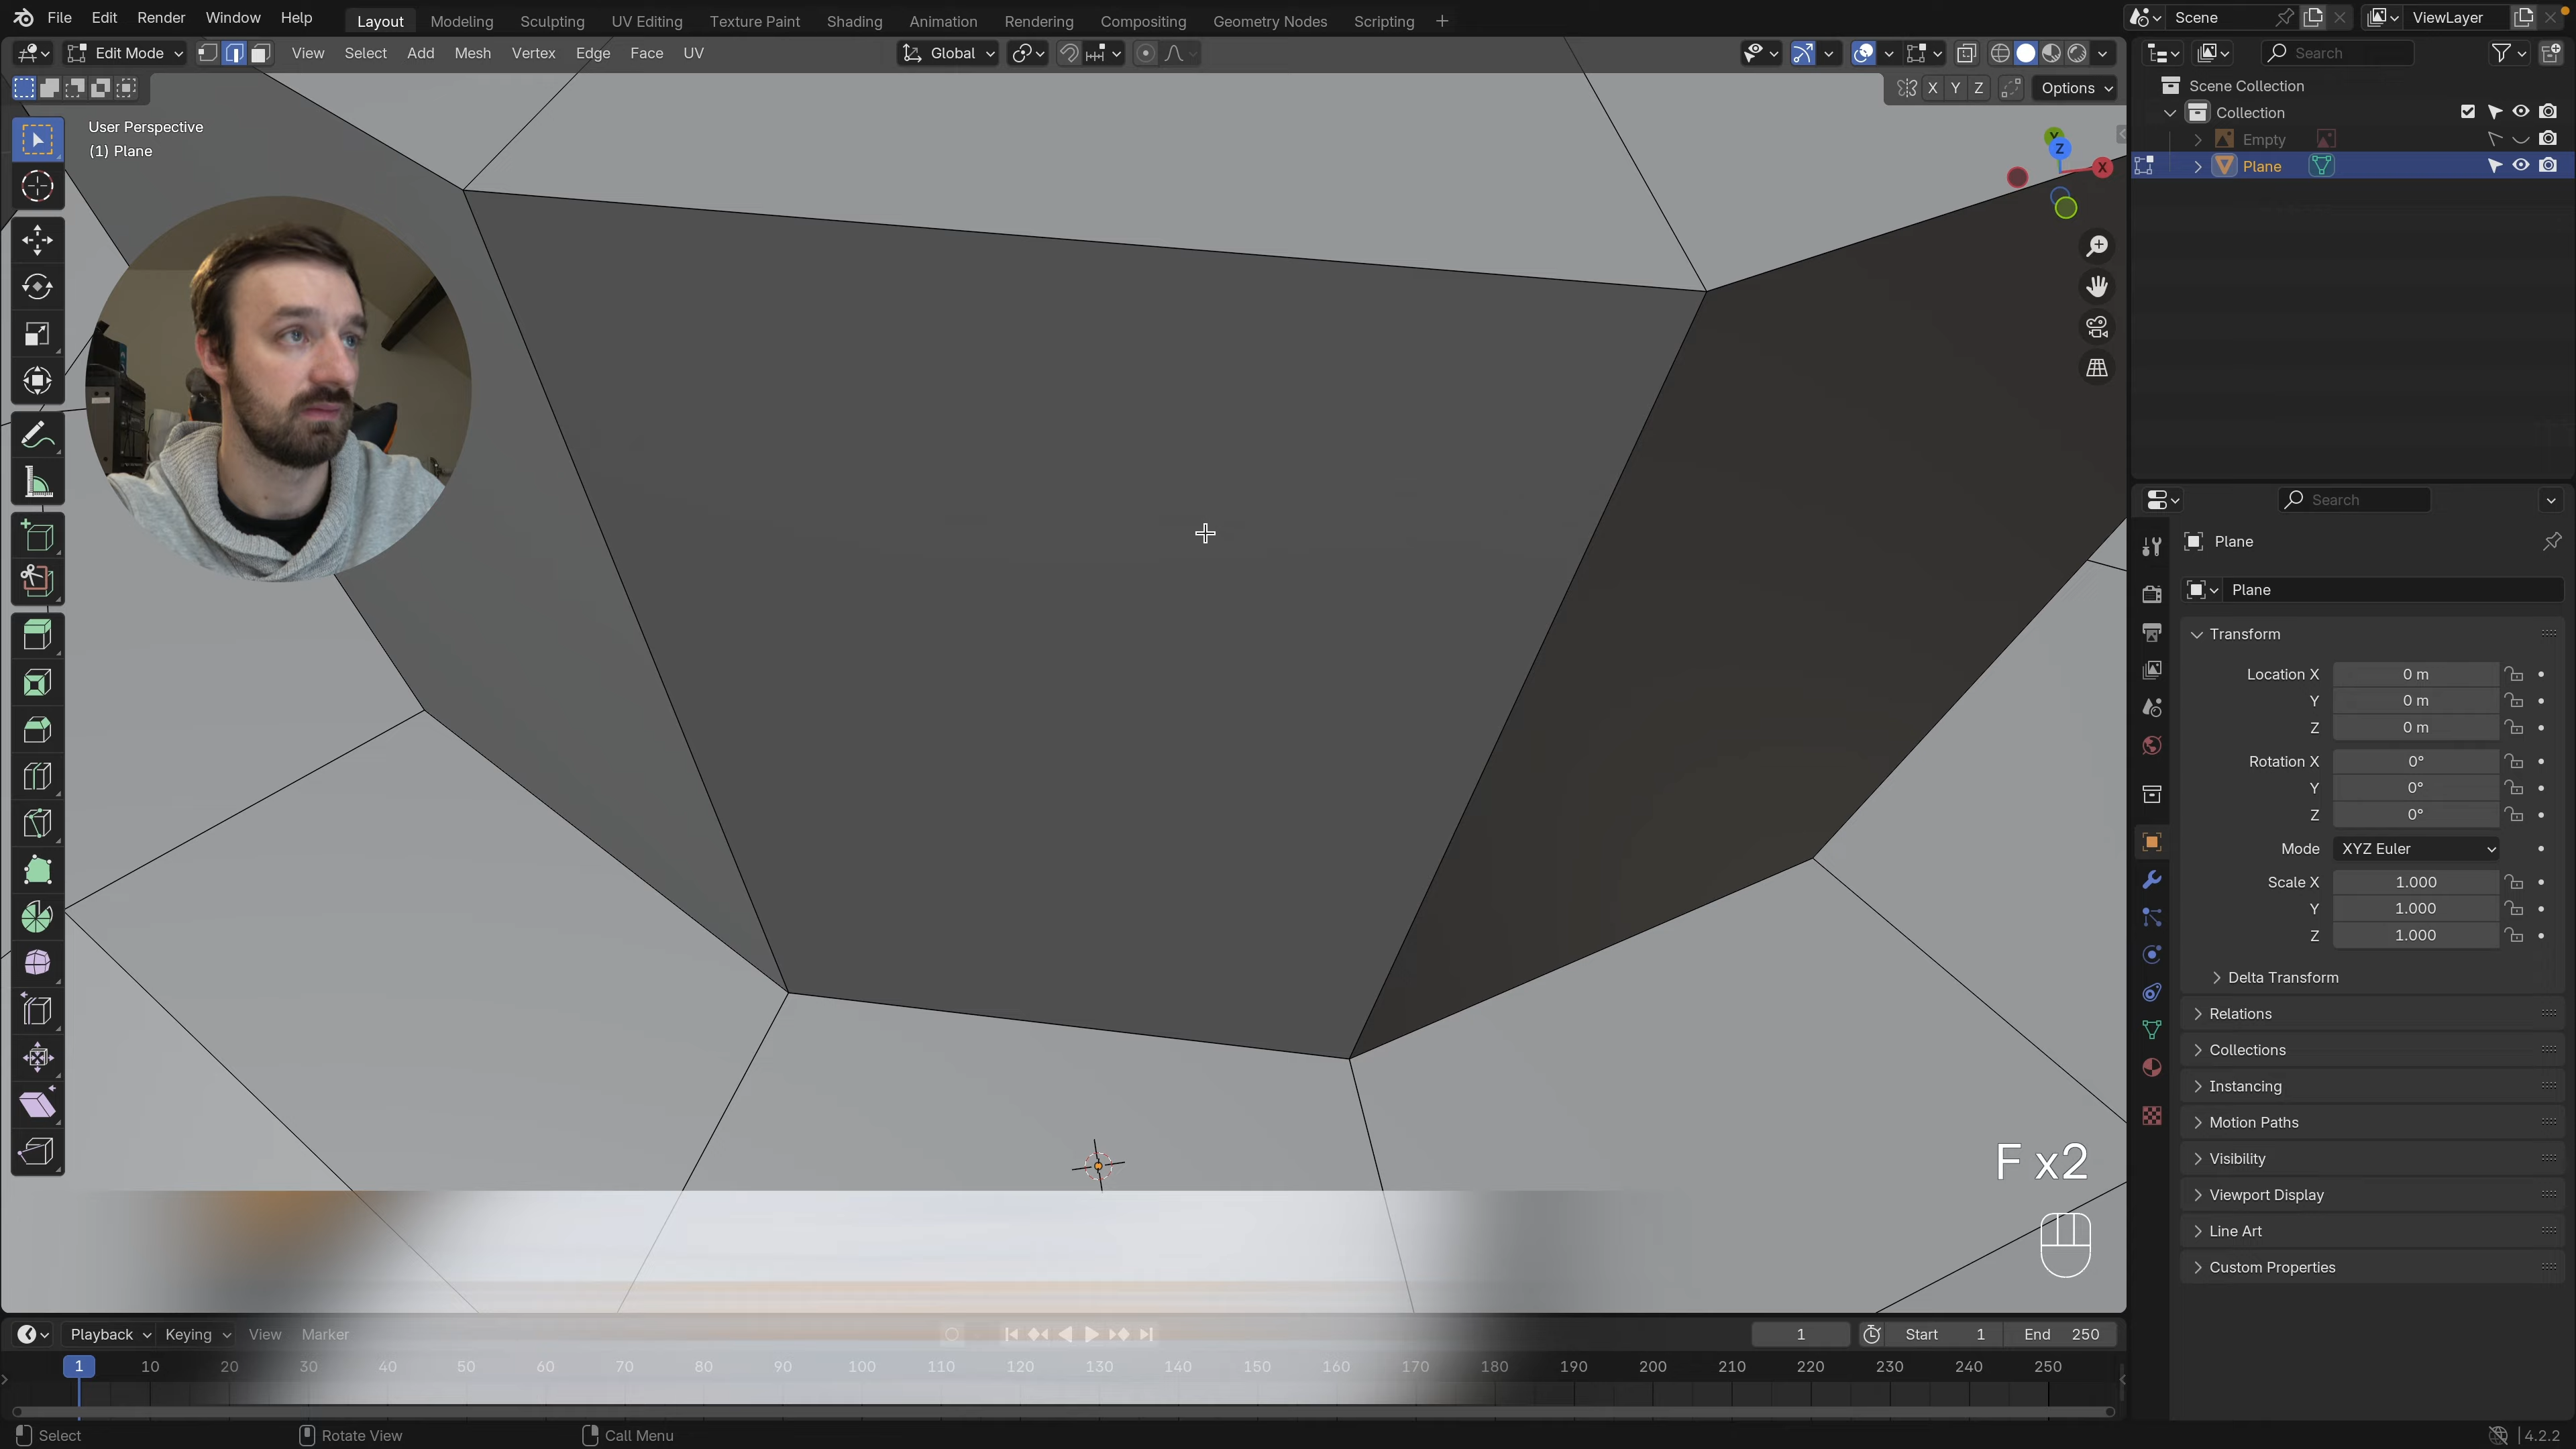 File Edit Render Window Help Layout Modeling Sculpting UV Editing Texture Paint Shading Animation Rendering Compositing Geometry Nodes Scripting + Scene ViewLayer
Edit Mode View Select Add Mesh Vertex Edge Face UV Global Search
X Y Z Options
User Perspective
(1) Plane
Y
Z
X
Scene Collection
Collection
Empty
Plane
Search
Plane
Plane
Transform
Location X 0 m
Y 0 m
Z 0 m
Rotation X 0°
Y 0°
Z 0°
Mode XYZ Euler
Scale X 1.000
Y 1.000
Z 1.000
Delta Transform
Relations
Collections
Instancing
Motion Paths
Visibility
Viewport Display
Line Art
Custom Properties
F x2
Playback Keying View Marker 1 Start 1 End 250
1 10 20 30 40 50 60 70 80 90 100 110 120 130 140 150 160 170 180 190 200 210 220 230 240 250
Select Rotate View Call Menu 4.2.2